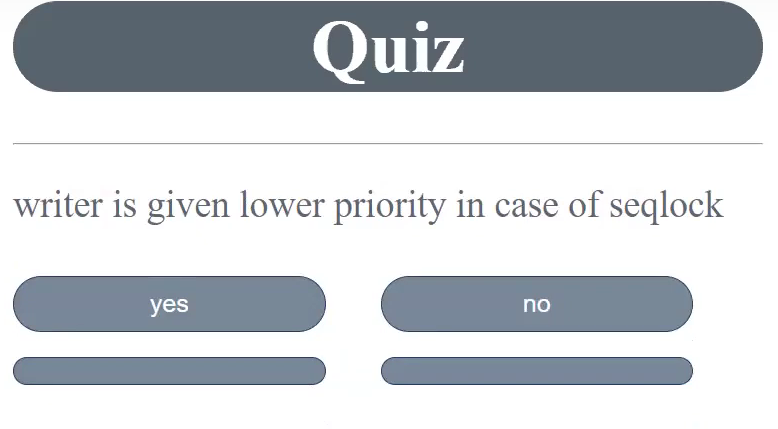 Quiz
writer is given lower priority in case of seqlock
yes
no